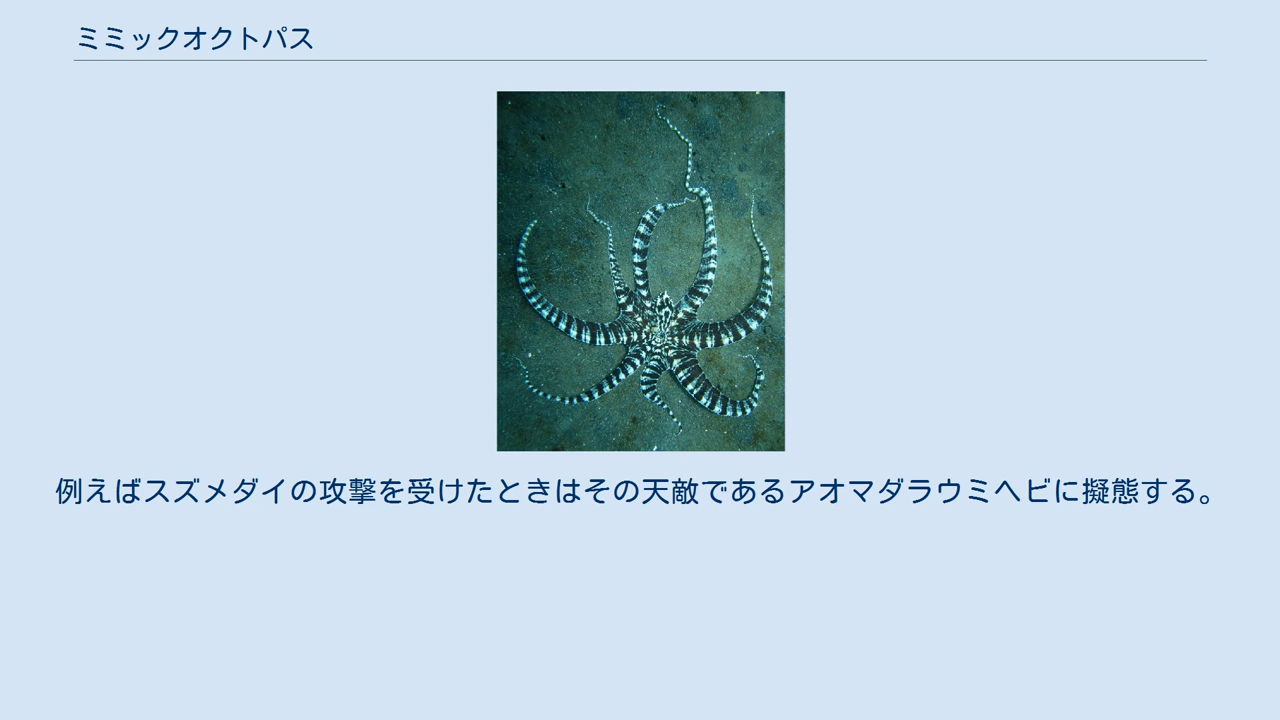 ミミックオクトパス
例えばスズメダイの攻撃を受けたときはその天敵であるアオマダラウミヘビに擬態する。